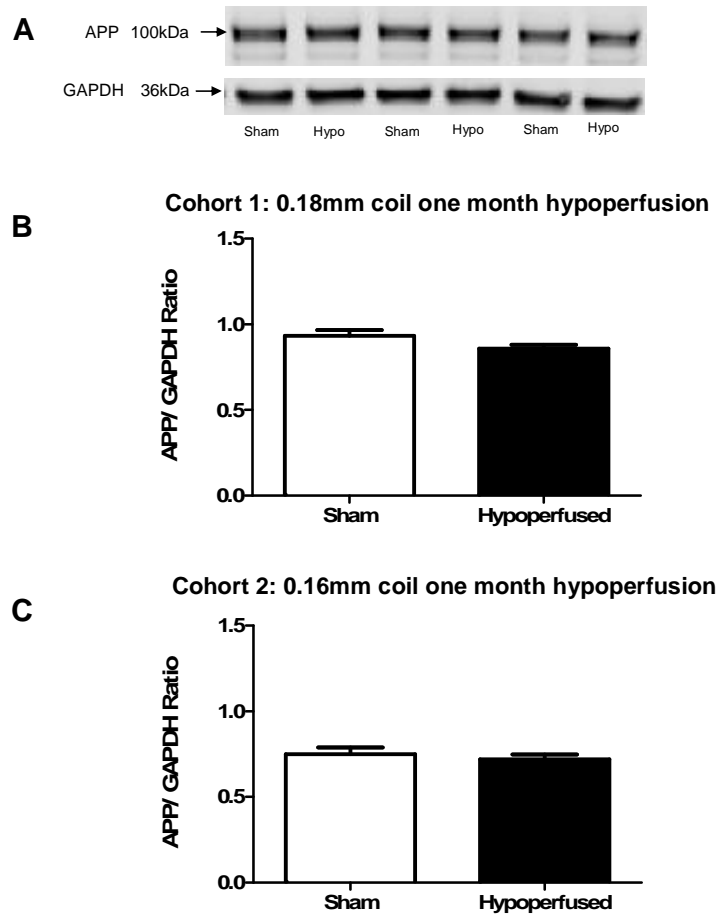 A
APP 100kDa
GAPDH 36kDa
Sham Hypo Sham Hypo Sham Hypo
B
Cohort 1: 0.18mm coil one month hypoperfusion
APP/ GAPDH Ratio
1.5
1.0
0.5
0.0
Sham Hypoperfused
C
Cohort 2: 0.16mm coil one month hypoperfusion
APP/ GAPDH Ratio
1.5
1.0
0.5
0.0
Sham Hypoperfused